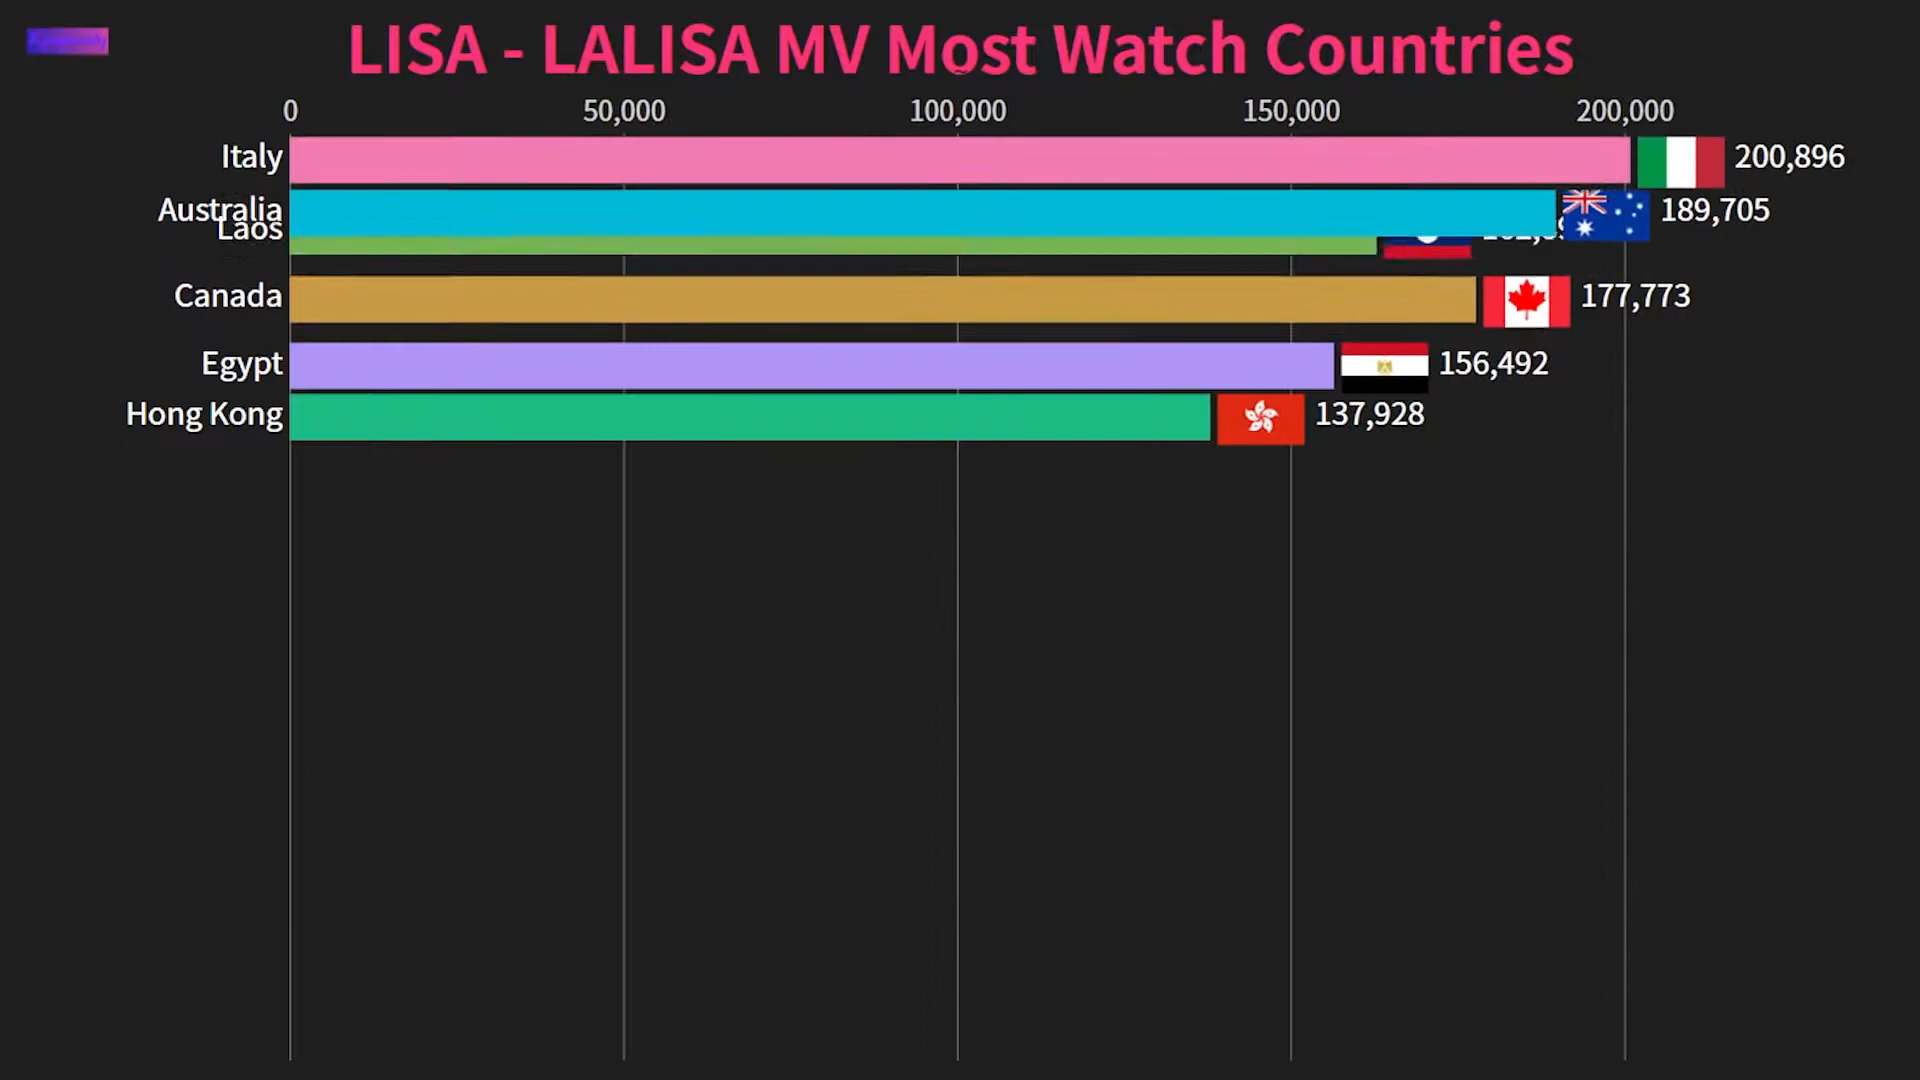 LISA - LALISA MV Most Watch Countries
0 50,000 100,000 150,000 200,000
Italy 200,896
Australia 189,705
Laos
Canada 177,773
Egypt 156,492
Hong Kong 137,928